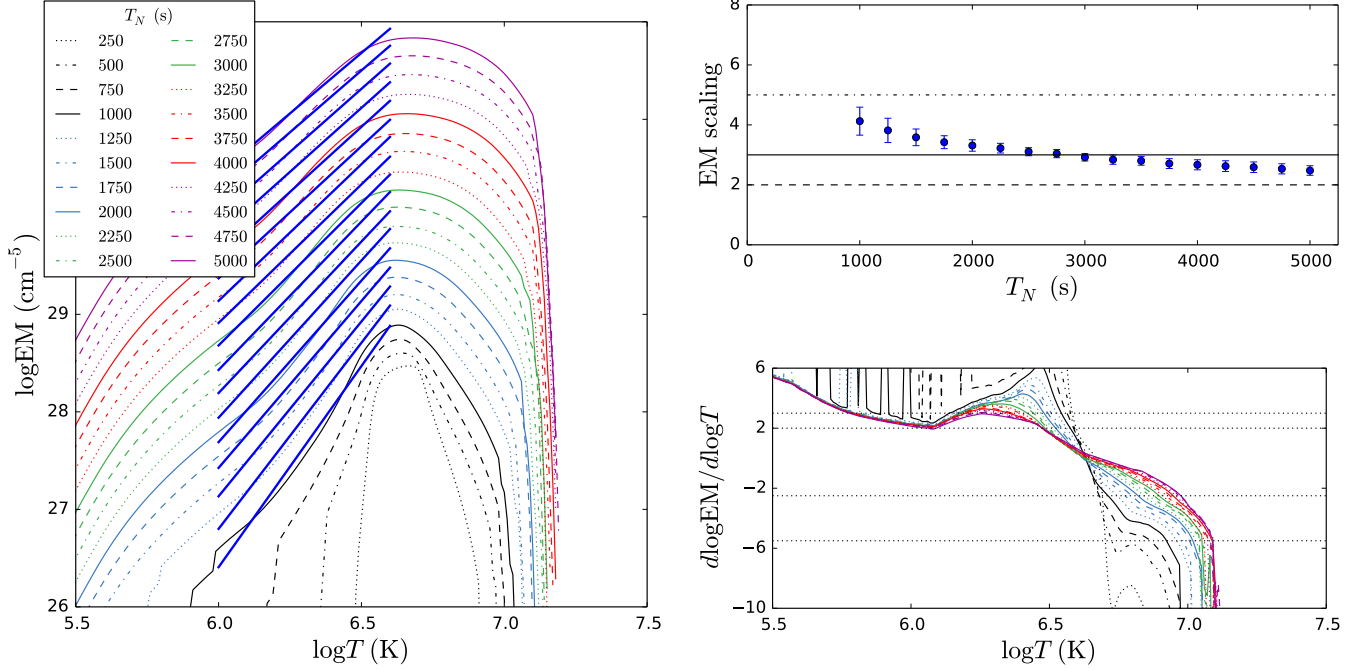 T_N (s)
250 2750
500 3000
750 3250
1000 3500
1250 3750
1500 4000
1750 4250
2000 4500
2250 4750
2500 5000
logEM (cm⁻⁵)
29
28
27
26
5.5 6.0 6.5 7.0 7.5
logT (K)
EM scaling
8
6
4
2
0
0 1000 2000 3000 4000 5000
T_N (s)
dlogEM/dlogT
6
2
−2
−6
−10
5.5 6.0 6.5 7.0 7.5
logT (K)